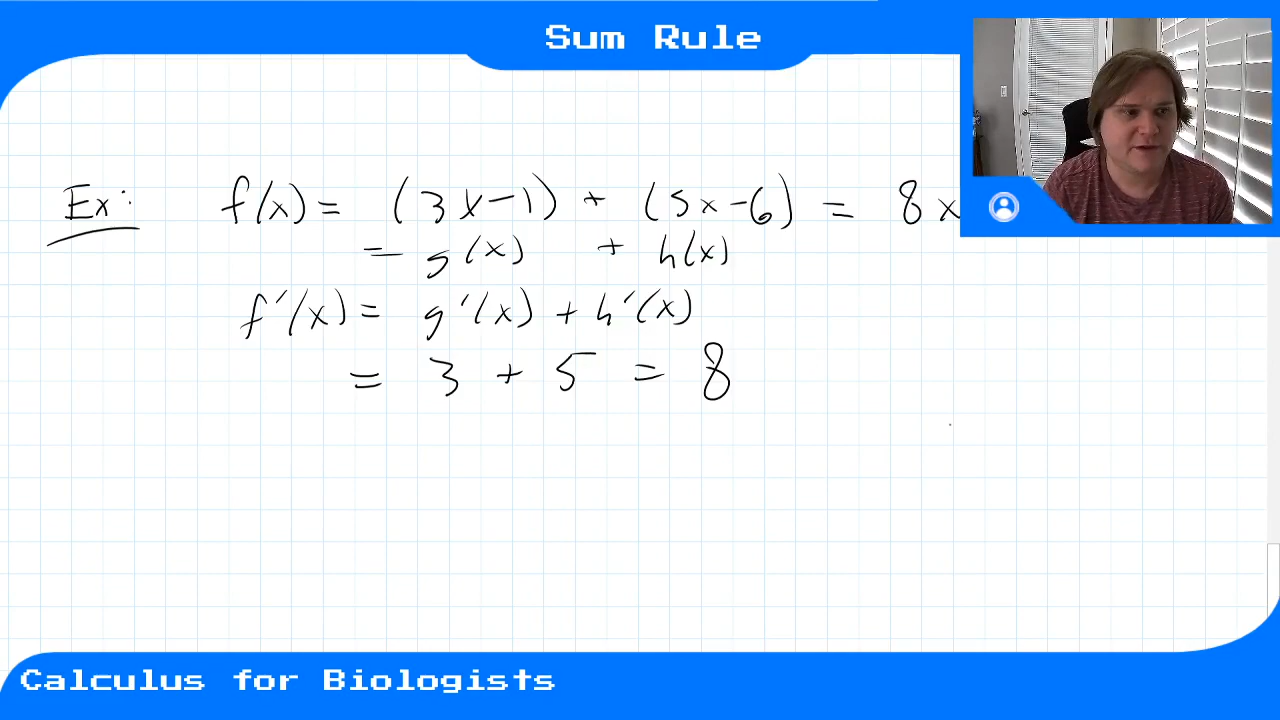 Sum Rule
Ex: f(x) = (3x-1) + (5x-6) = 8x
= g(x) + h(x)
f'(x) = g'(x) + h'(x)
= 3 + 5 = 8
Calculus for Biologists